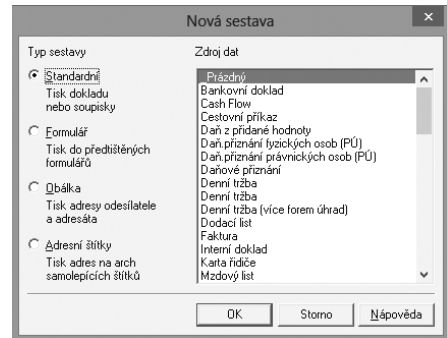 Nová sestava
Typ sestavy
Standardní
Tisk dokladu
nebo soupisky
Formulář
Tisk do předtištěných
formulářů
Obálka
Tisk adresy odesílatele
a adresáta
Adresní štítky
Tisk adres na arch
samolepících štítků
Zdroj dat
Prázdný
Bankovní doklad
Cash Flow
Cestovní příkaz
Daň z přidané hodnoty
Daň.přiznání fyzických osob (PÚ)
Daň.přiznání právnických osob (PÚ)
Daňové přiznání
Denní tržba
Denní tržba
Denní tržba (více forem úhrad)
Dodací list
Faktura
Interní doklad
Karta řidiče
Mzdový list
OK
Storno
Nápověda